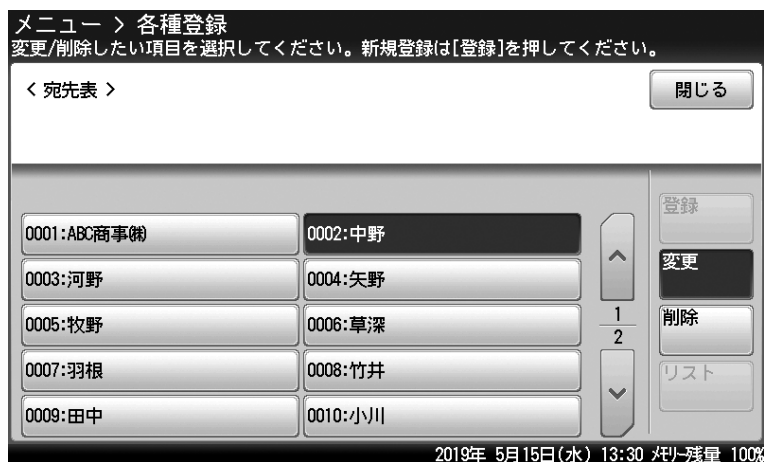 メニュー > 各種登録
変更/削除したい項目を選択してください。新規登録は[登録]を押してください。
< 宛先表 >
閉じる
登録
0001:ABC商事㈱
0002:中野
変更
0003:河野
0004:矢野
0005:牧野
0006:草深
1
2
削除
0007:羽根
0008:竹井
リスト
0009:田中
0010:小川
2019年 5月15日(水) 13:30 ﾒﾓﾘｰ残量 100%